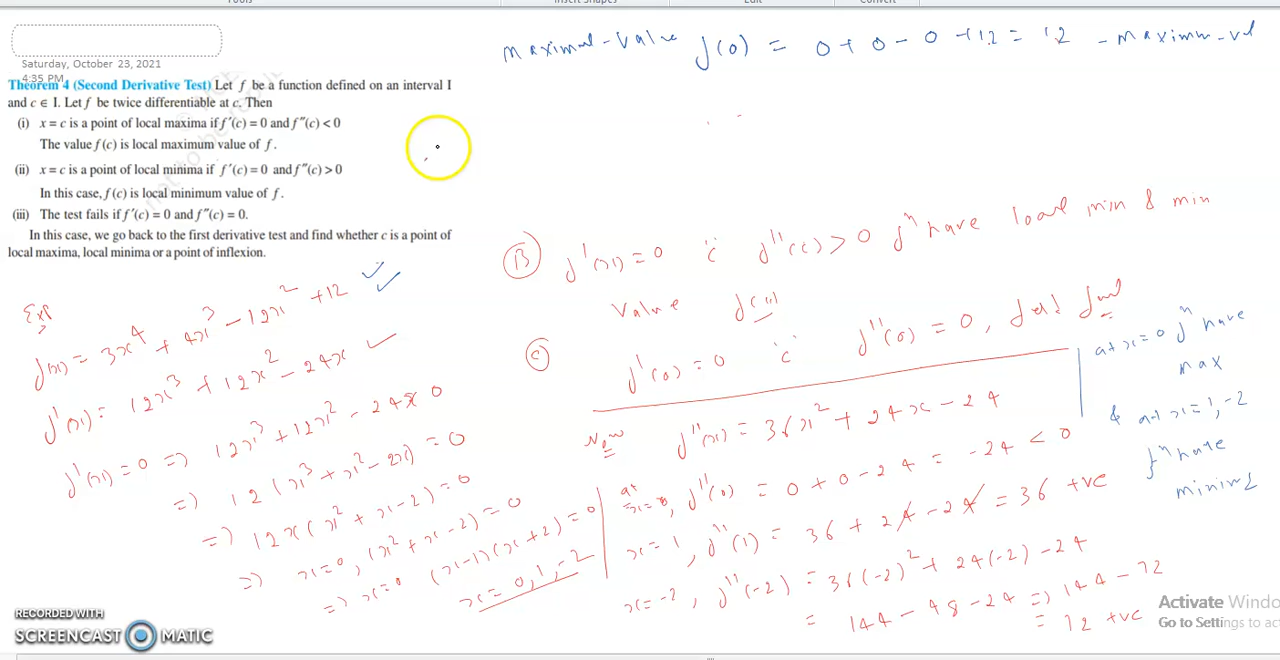 Tools Insert Shapes Edit Convert
Maximal-Value f(0) = 0+0-0+12 = 12 - maximum-val
Saturday, October 23, 2021
4:35 PM
Theorem 4 (Second Derivative Test) Let f be a function defined on an interval I
and c ∈ I. Let f be twice differentiable at c. Then
(i) x = c is a point of local maxima if f′(c) = 0 and f″(c) < 0
The value f (c) is local maximum value of f.
(ii) x = c is a point of local minima if f′(c) = 0 and f″(c) > 0
In this case, f (c) is local minimum value of f.
(iii) The test fails if f′(c) = 0 and f″(c) = 0.
In this case, we go back to the first derivative test and find whether c is a point of
local maxima, local minima or a point of inflexion.
Exp
f(x) = 3x⁴ + 4x³ - 12x² + 12
f'(x) = 12x³ + 12x² - 24x
f'(x) = 0 => 12x³ + 12x² - 24x 0
=> 12(x³ + x² - 2x) = 0
=> 12x(x² + x - 2) = 0
=> x=0, (x² + x - 2) = 0
=> x=0 (x-1)(x+2) = 0
x = 0, 1, -2
(B) f'(x) = 0 & f''(c) > 0 fⁿ have local min & min
Value f(x)
(C) f'(0) = 0 & f''(0) = 0,
Now f''(x) = 36x² + 24x - 24
at x=0, f''(0) = 0 + 0 - 24 = -24 < 0
x=1, f''(1) = 36 + 24 - 24 = 36 +ve
x=-2, f''(-2) = 36(-2)² + 24(-2) - 24
= 144 - 48 - 24 => 144 - 72
= 72 +ve
at x=0 fⁿ have
max
& at x=1, -2
fⁿ have
minima
RECORDED WITH
SCREENCAST MATIC
Activate Windo
Go to Settings to ac